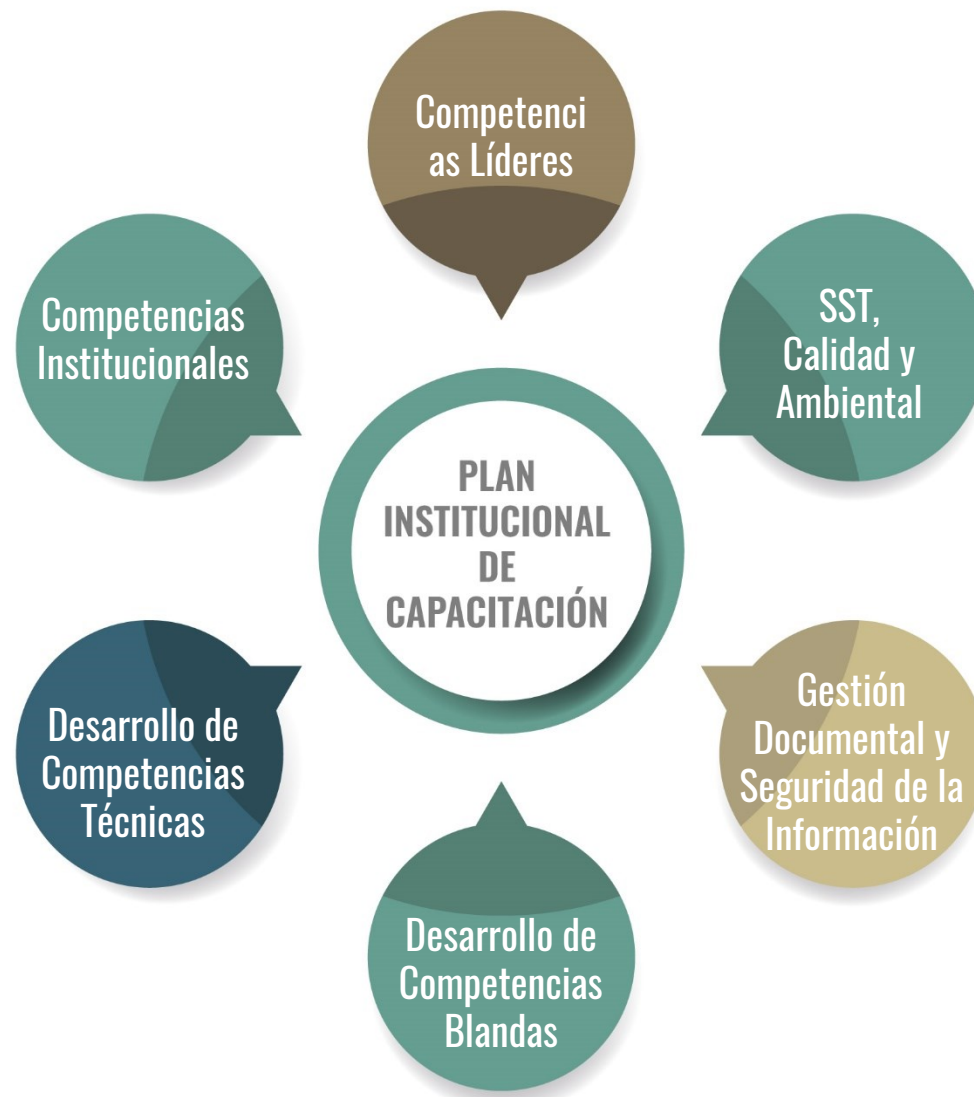 Competenci
as Líderes
Competencias
Institucionales
SST,
Calidad y
Ambiental
PLAN
INSTITUCIONAL
DE
CAPACITACIÓN
Desarrollo de
Competencias
Técnicas
Gestión
Documental y
Seguridad de la
Información
Desarrollo de
Competencias
Blandas